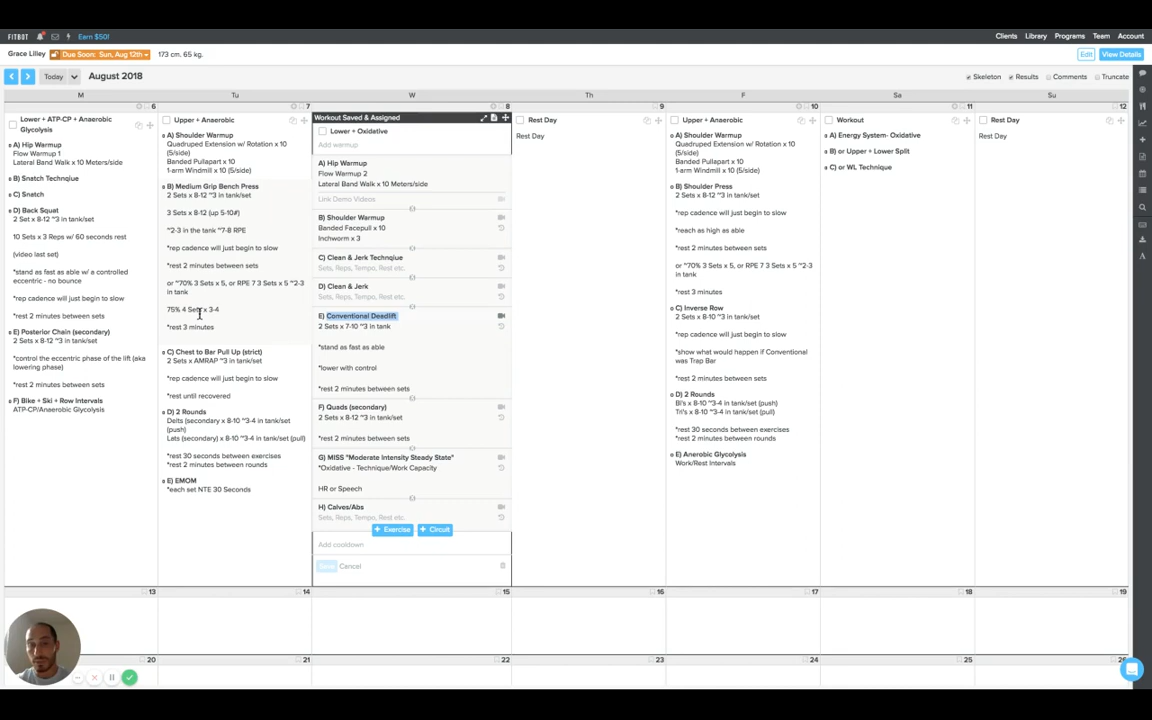 FITBOT
Earn $50!
Clients
Library
Programs
Team
Account
Grace Lilley
Due Soon: Sun, Aug 12th
173 cm. 65 kg.
Edit
View Details
Today
August 2018
Skeleton
Results
Comments
Truncate
M
Tu
W
Th
F
Sa
Su
6
7
8
9
10
11
12
Lower + ATP-CP + Anaerobic
Glycolysis
A) Hip Warmup
Flow Warmup 1
Lateral Band Walk x 10 Meters/side
B) Snatch Technqiue
C) Snatch
D) Back Squat
2 Set x 8-12 ~3 in tank/set
10 Sets x 3 Reps w/ 60 seconds rest
(video last set)
*stand as fast as able w/ a controlled
eccentric - no bounce
*rep cadence will just begin to slow
*rest 2 minutes between sets
E) Posterior Chain (secondary)
2 Sets x 8-12 ~3 in tank/set
*control the eccentric phase of the lift (aka
lowering phase)
*rest 2 minutes between sets
F) Bike + Ski + Row Intervals
ATP-CP/Anaerobic Glycolysis
Upper + Anaerobic
A) Shoulder Warmup
Quadruped Extension w/ Rotation x 10
(5/side)
Banded Pullapart x 10
1-arm Windmill x 10 (5/side)
B) Medium Grip Bench Press
2 Sets x 8-12 ~3 in tank/set
3 Sets x 8-12 (up 5-10#)
~2-3 in the tank ~7-8 RPE
*rep cadence will just begin to slow
*rest 2 minutes between sets
or ~70% 3 Sets x 5, or RPE 7 3 Sets x 5 ~2-3
in tank
75% 4 Sets x 3-4
*rest 3 minutes
C) Chest to Bar Pull Up (strict)
2 Sets x AMRAP ~3 in tank/set
*rep cadence will just begin to slow
*rest until recovered
D) 2 Rounds
Delts (secondary x 8-10 ~3-4 in tank/set
(push)
Lats (secondary) x 8-10 ~3-4 in tank/set (pull)
*rest 30 seconds between exercises
*rest 2 minutes between rounds
E) EMOM
*each set NTE 30 Seconds
Workout Saved & Assigned
Lower + Oxidative
Add warmup
A) Hip Warmup
Flow Warmup 2
Lateral Band Walk x 10 Meters/side
Link Demo Videos
B) Shoulder Warmup
Banded Facepull x 10
Inchworm x 3
C) Clean & Jerk Technqiue
Sets, Reps, Tempo, Rest etc.
D) Clean & Jerk
Sets, Reps, Tempo, Rest etc.
E) Conventional Deedlift
2 Sets x 7-10 ~3 in tank
*stand as fast as able
*lower with control
*rest 2 minutes between sets
F) Quads (secondary)
2 Sets x 8-12 ~3 in tank/set
*rest 2 minutes between sets
G) MISS "Moderate Intensity Steady State"
*Oxidative - Technique/Work Capacity
HR or Speech
H) Calves/Abs
Sets, Reps, Tempo, Rest etc.
+ Exercise
+ Circuit
Add cooldown
Save
Cancel
Rest Day
Rest Day
Upper + Anaerobic
A) Shoulder Warmup
Quadruped Extension w/ Rotation x 10
(5/side)
Banded Pullapart x 10
1-arm Windmill x 10 (5/side)
B) Shoulder Press
2 Sets x 8-12 ~3 in tank/set
*rep cadence will just begin to slow
*reach as high as able
*rest 2 minutes between sets
or ~70% 3 Sets x 5, or RPE 7 3 Sets x 5 ~2-3
in tank
*rest 3 minutes
C) Inverse Row
2 Sets x 8-10 ~3 in tank/set
*rep cadence will just begin to slow
*show what would happen if Conventional
was Trap Bar
*rest 2 minutes between sets
D) 2 Rounds
Bi's x 8-10 ~3-4 in tank/set (push)
Tri's x 8-10 ~3-4 in tank/set (pull)
*rest 30 seconds between exercises
*rest 2 minutes between rounds
E) Anerobic Glycolysis
Work/Rest Intervals
Workout
A) Energy System- Oxidative
B) or Upper + Lower Split
C) or WL Technique
Rest Day
Rest Day
13
14
15
16
17
18
19
20
21
22
23
24
25
26